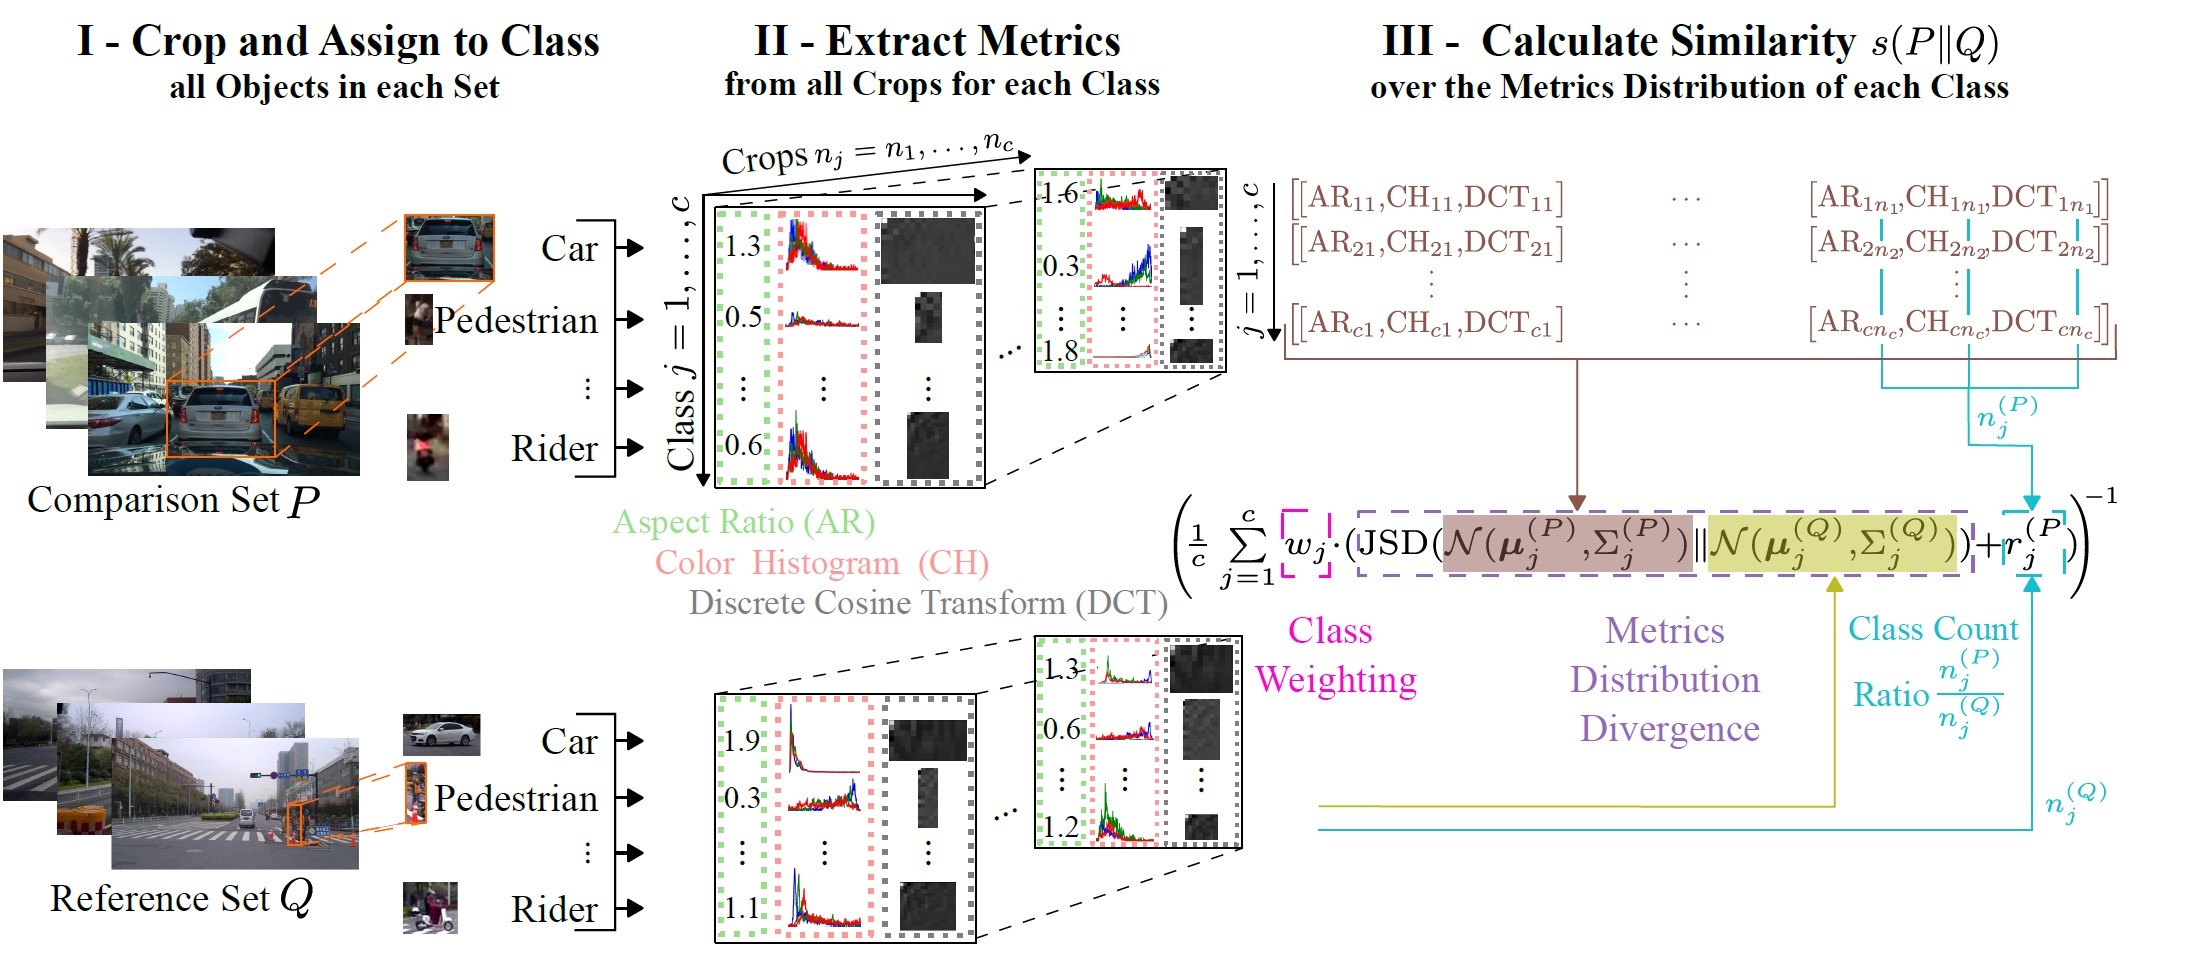 I - Crop and Assign to Class
all Objects in each Set
II - Extract Metrics
from all Crops for each Class
III - Calculate Similarity s(P∥Q)
over the Metrics Distribution of each Class
Car
Pedestrian
⋮
Rider
Comparison Set P
Crops n_j = n_1, . . . , n_c
Class j = 1, . . . , c
1.3
0.5
⋮ ⋮ ⋮
0.6
...
1.6
0.3
⋮ ⋮ ⋮
1.8
Aspect Ratio (AR)
Color Histogram (CH)
Discrete Cosine Transform (DCT)
j = 1, . . . , c
[[AR_11,CH_11,DCT_11] ... [AR_1n_1,CH_1n_1,DCT_1n_1]]
[[AR_21,CH_21,DCT_21] ... [AR_2n_2,CH_2n_2,DCT_2n_2]]
⋮ ⋮ ⋮
[[AR_c1,CH_c1,DCT_c1] ... [AR_cn_c,CH_cn_c,DCT_cn_c]]
n_j^(P)
(1/c ∑_{j=1}^{c} w_j·(JSD(𝒩(μ_j^(P),Σ_j^(P))∥𝒩(μ_j^(Q),Σ_j^(Q)))+r_j^(P))^−1
Class
Weighting
Metrics
Distribution
Divergence
Class Count
Ratio n_j^(P)/n_j^(Q)
n_j^(Q)
Reference Set Q
Car
Pedestrian
⋮
Rider
1.9
0.3
⋮ ⋮ ⋮
1.1
...
1.3
0.6
⋮ ⋮ ⋮
1.2